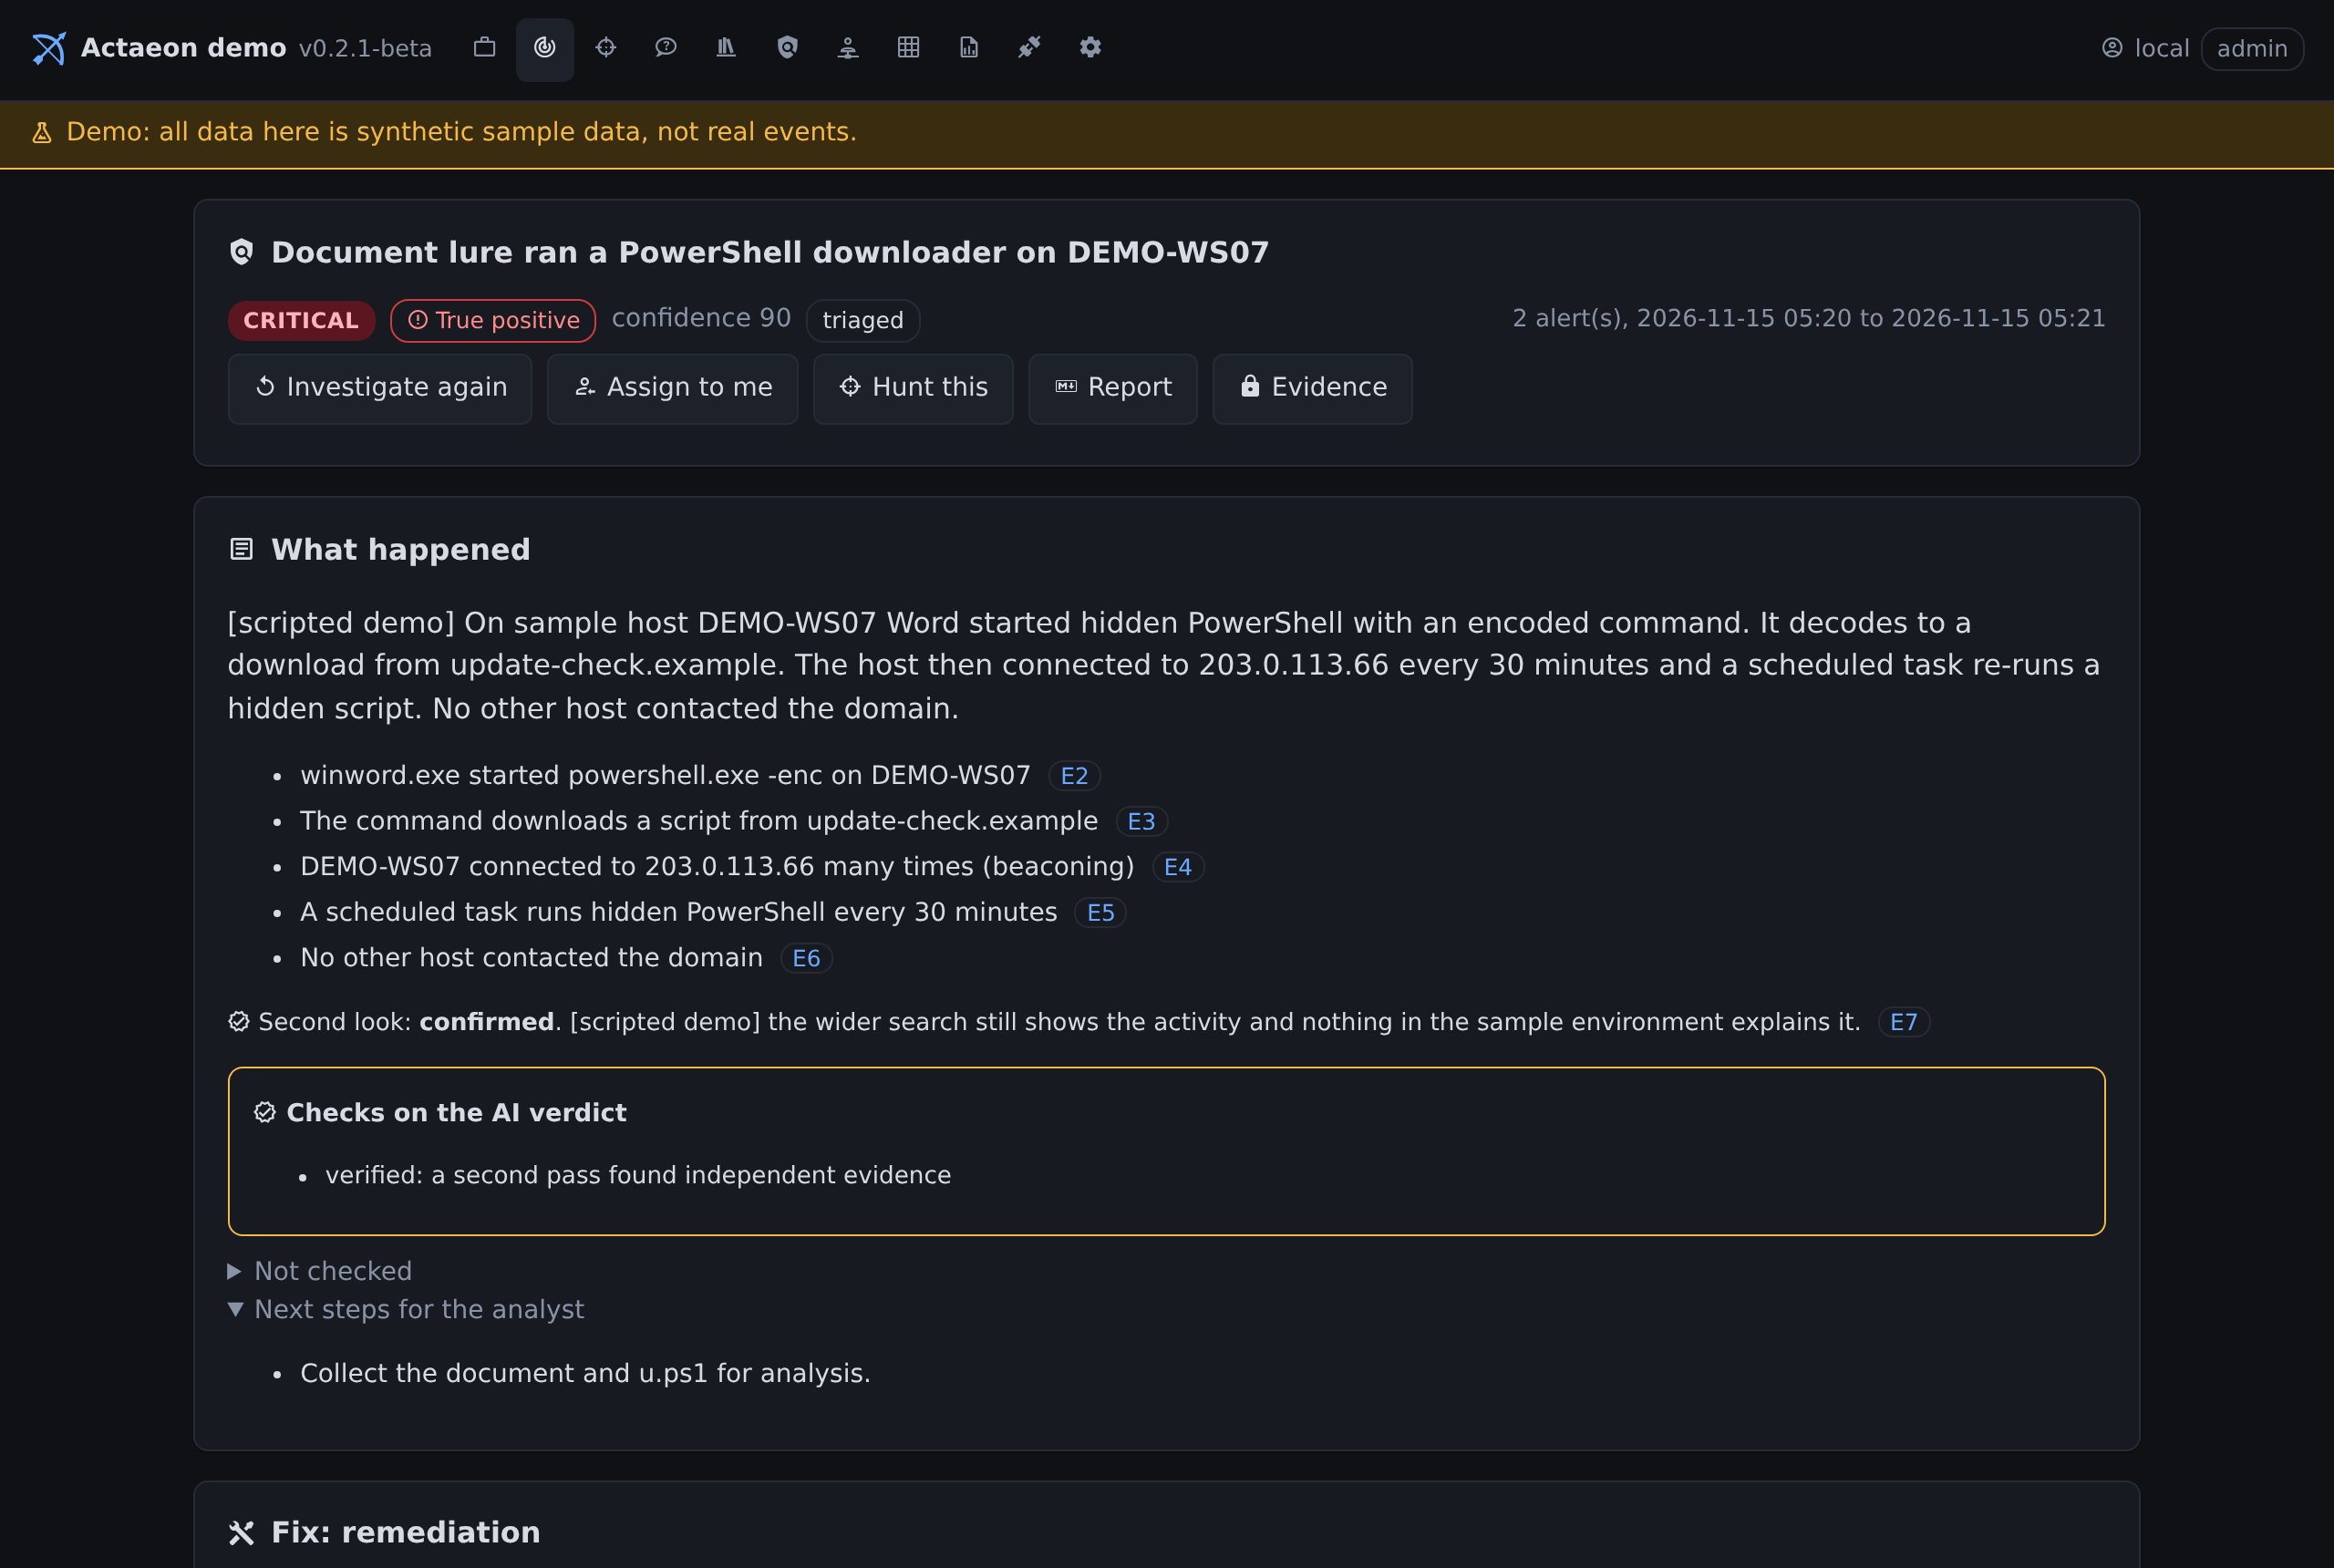 Actaeon demo v0.2.1-beta
local admin
Demo: all data here is synthetic sample data, not real events.
Document lure ran a PowerShell downloader on DEMO-WS07
CRITICAL True positive confidence 90 triaged 2 alert(s), 2026-11-15 05:20 to 2026-11-15 05:21
Investigate again Assign to me Hunt this Report Evidence
What happened
[scripted demo] On sample host DEMO-WS07 Word started hidden PowerShell with an encoded command. It decodes to a
download from update-check.example. The host then connected to 203.0.113.66 every 30 minutes and a scheduled task re-runs a
hidden script. No other host contacted the domain.
• winword.exe started powershell.exe -enc on DEMO-WS07 E2
• The command downloads a script from update-check.example E3
• DEMO-WS07 connected to 203.0.113.66 many times (beaconing) E4
• A scheduled task runs hidden PowerShell every 30 minutes E5
• No other host contacted the domain E6
Second look: confirmed. [scripted demo] the wider search still shows the activity and nothing in the sample environment explains it. E7
Checks on the AI verdict
• verified: a second pass found independent evidence
Not checked
Next steps for the analyst
• Collect the document and u.ps1 for analysis.
Fix: remediation